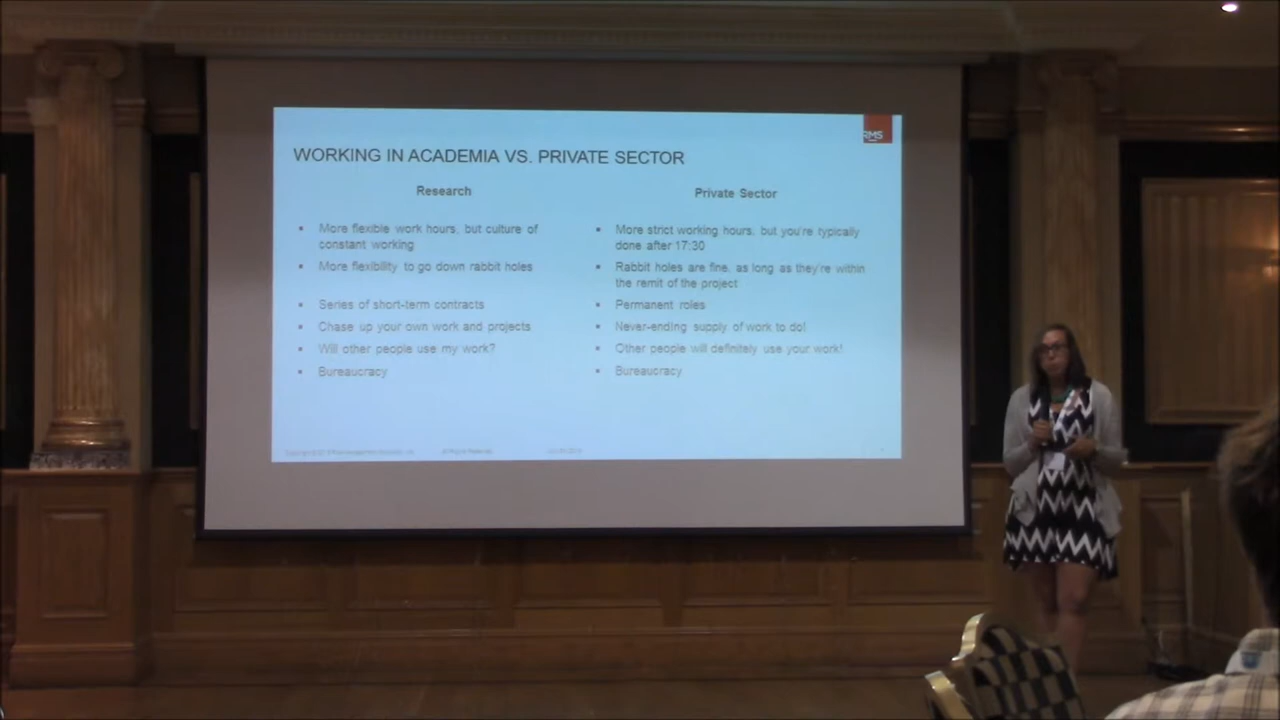 RMS
WORKING IN ACADEMIA VS. PRIVATE SECTOR
Research
More flexible work hours, but culture of
constant working
More flexibility to go down rabbit holes
Series of short-term contracts
Chase up your own work and projects
Will other people use my work?
Bureaucracy
Private Sector
More strict working hours, but you're typically
done after 17:30
Rabbit holes are fine, as long as they're within
the remit of the project
Permanent roles
Never-ending supply of work to do!
Other people will definitely use your work!
Bureaucracy
All Rights Reserved